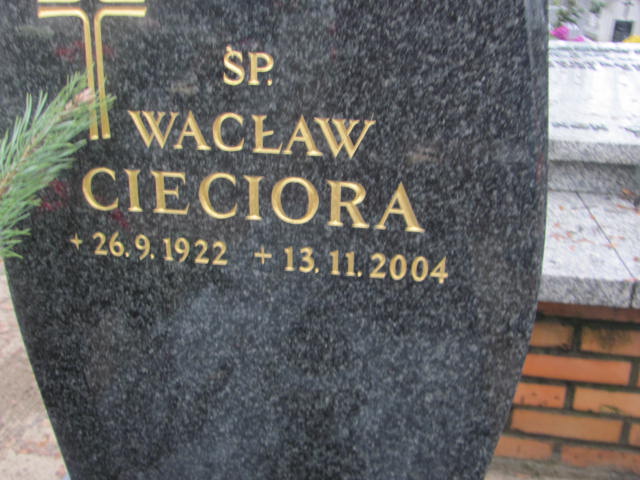 ŚP.
WACŁAW
CIECIORA
+ 26.9.1922 + 13.11.2004